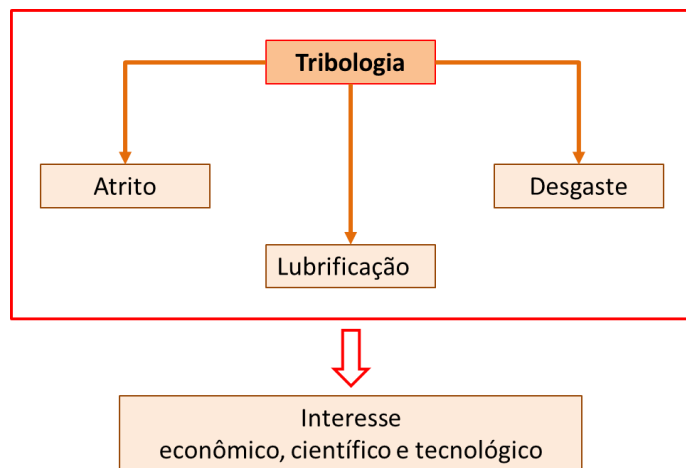 Tribologia
Atrito
Desgaste
Lubrificação
Interesse
econômico, científico e tecnológico